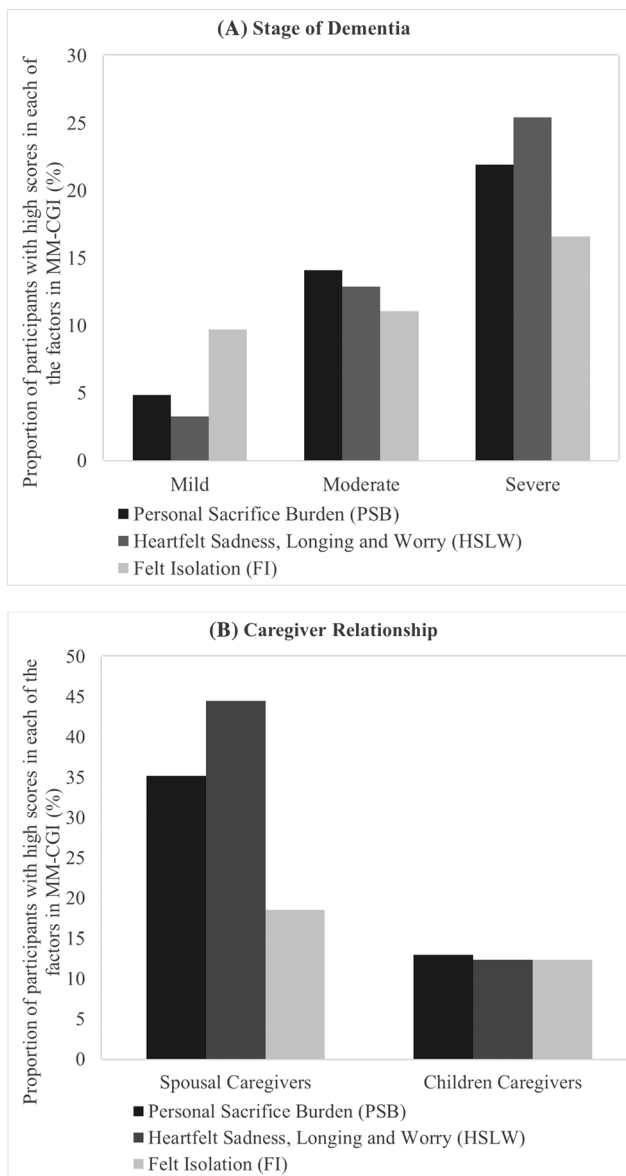 (A) Stage of Dementia
Proportion of participants with high scores in each of
the factors in MM-CGI (%)
30
25
20
15
10
5
0
Mild Moderate Severe
Personal Sacrifice Burden (PSB)
Heartfelt Sadness, Longing and Worry (HSLW)
Felt Isolation (FI)
(B) Caregiver Relationship
Proportion of participants with high scores in each of the
factors in MM-CGI (%)
50
45
40
35
30
25
20
15
10
5
0
Spousal Caregivers Children Caregivers
Personal Sacrifice Burden (PSB)
Heartfelt Sadness, Longing and Worry (HSLW)
Felt Isolation (FI)